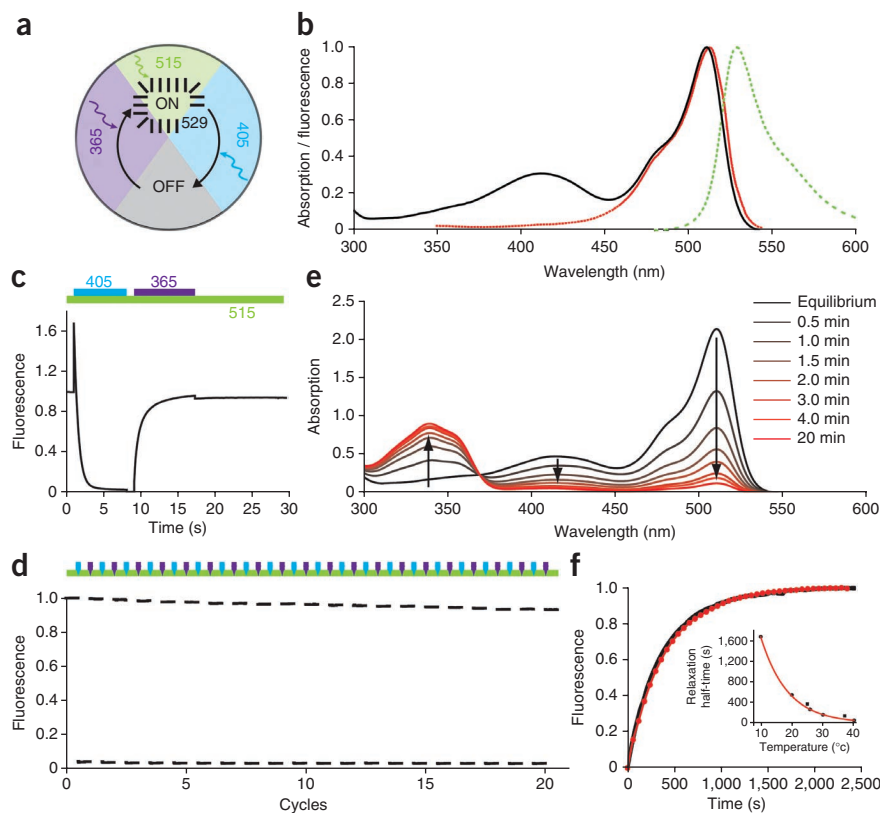 a
515
ON
529
365
405
OFF
b
Absorption / fluorescence
1.0
0.8
0.6
0.4
0.2
0
300 350 400 450 500 550 600
Wavelength (nm)
c
405 365
515
Fluorescence
1.6
1.2
0.8
0.4
0
0 5 10 15 20 25 30
Time (s)
e
Absorption
2.5
2.0
1.5
1.0
0.5
0
300 350 400 450 500 550 600
Wavelength (nm)
Equilibrium
0.5 min
1.0 min
1.5 min
2.0 min
3.0 min
4.0 min
20 min
d
Fluorescence
1.0
0.8
0.6
0.4
0.2
0
0 5 10 15 20
Cycles
f
Fluorescence
1.0
0.8
0.6
0.4
0.2
0
0 500 1,000 1,500 2,000 2,500
Time (s)
Relaxation
half-time (s)
1,600
1,200
800
400
0
10 20 30 40
Temperature (°c)